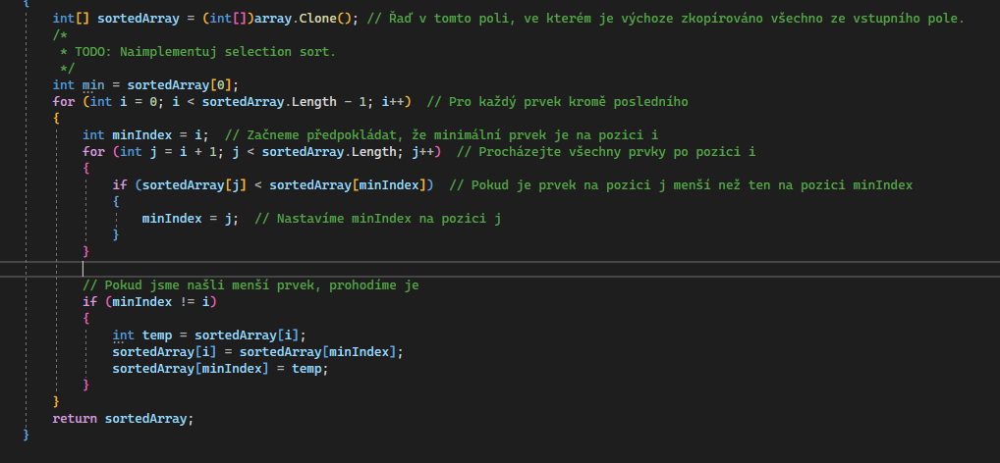 {
int[] sortedArray = (int[])array.Clone(); // Řaď v tomto poli, ve kterém je výchoze zkopírováno všechno ze vstupního pole.
/*
* TODO: Naimplementuj selection sort.
*/
int min = sortedArray[0];
for (int i = 0; i < sortedArray.Length - 1; i++)  // Pro každý prvek kromě posledního
{
int minIndex = i;  // Začneme předpokládat, že minimální prvek je na pozici i
for (int j = i + 1; j < sortedArray.Length; j++)  // Procházejte všechny prvky po pozici i
{
if (sortedArray[j] < sortedArray[minIndex])  // Pokud je prvek na pozici j menší než ten na pozici minIndex
{
minIndex = j;  // Nastavíme minIndex na pozici j
}
}
// Pokud jsme našli menší prvek, prohodíme je
if (minIndex != i)
{
int temp = sortedArray[i];
sortedArray[i] = sortedArray[minIndex];
sortedArray[minIndex] = temp;
}
}
return sortedArray;
}